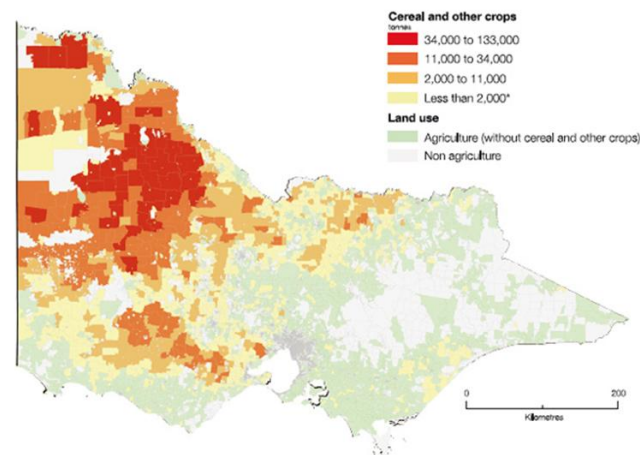 Cereal and other crops
tonnes
34,000 to 133,000
11,000 to 34,000
2,000 to 11,000
Less than 2,000*
Land use
Agriculture (without cereal and other crops)
Non agriculture
0 200
Kilometres